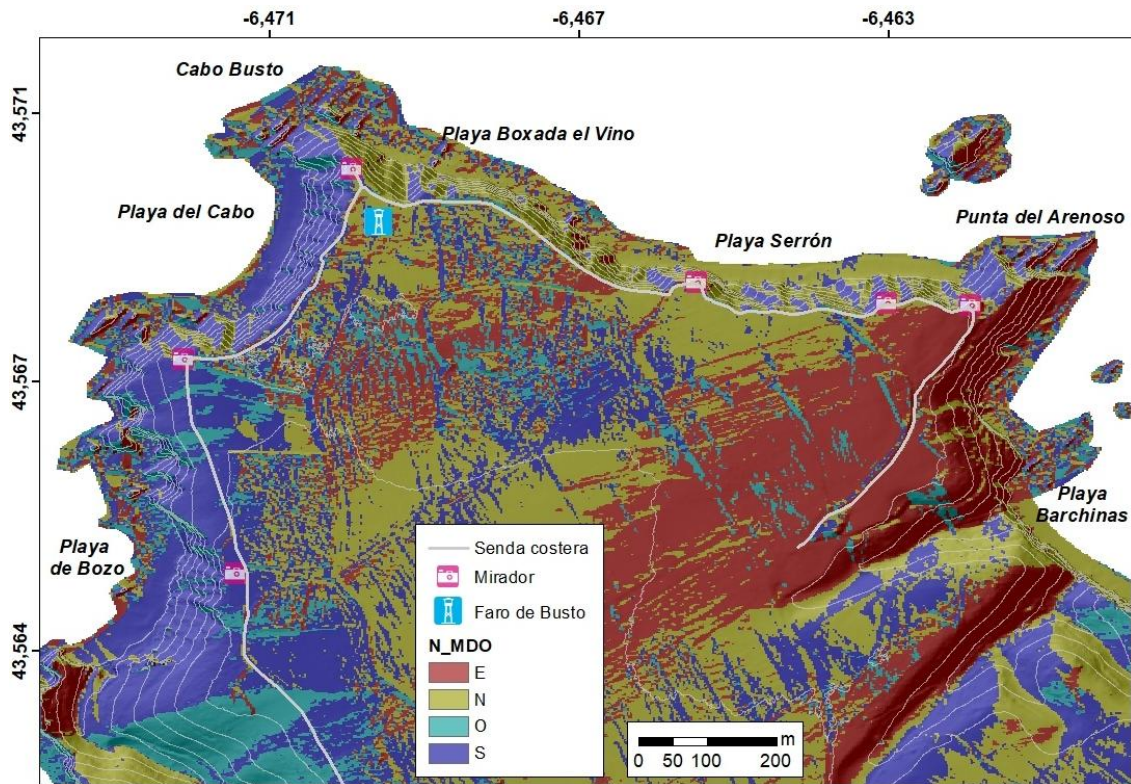 -6,471
-6,467
-6,463
43,571
43,567
43,564
Cabo Busto
Playa Boxada el Vino
Playa del Cabo
Punta del Arenoso
Playa Serrón
Playa
de Bozo
Playa
Barchinas
Senda costera
Mirador
Faro de Busto
N_MDO
E
N
O
S
m
0 50 100 200